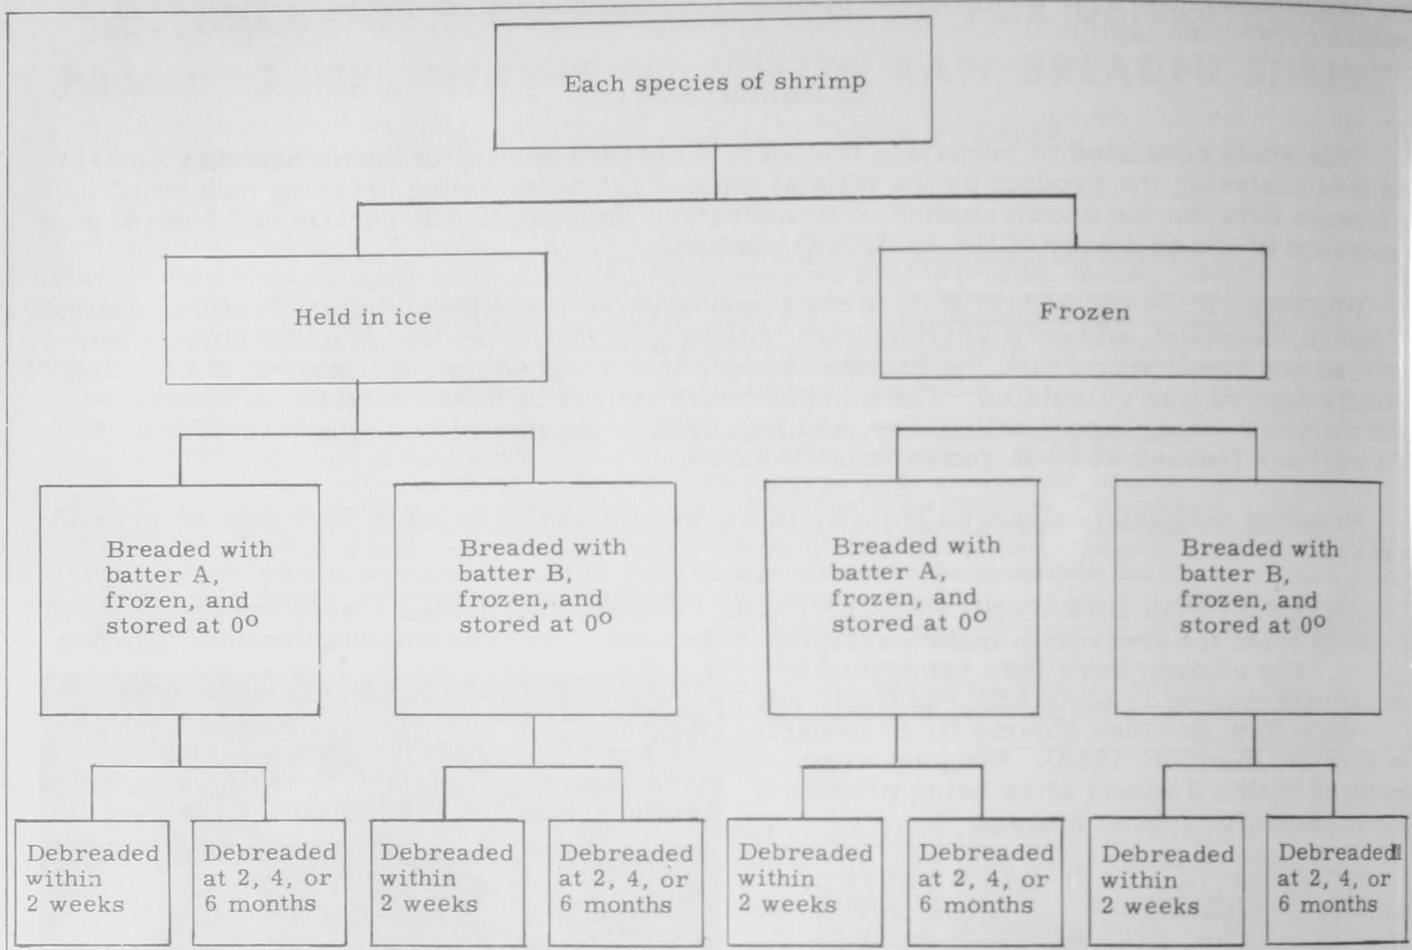 Each species of shrimp
Held in ice
Frozen
Breaded with
batter A,
frozen, and
stored at 0°
Breaded with
batter B,
frozen, and
stored at 0°
Breaded with
batter A,
frozen, and
stored at 0°
Breaded with
batter B,
frozen, and
stored at 0°
Debreaded
within
2 weeks
Debreaded
at 2, 4, or
6 months
Debreaded
within
2 weeks
Debreaded
at 2, 4, or
6 months
Debreaded
within
2 weeks
Debreaded
at 2, 4, or
6 months
Debreaded
within
2 weeks
Debreaded
at 2, 4, or
6 months